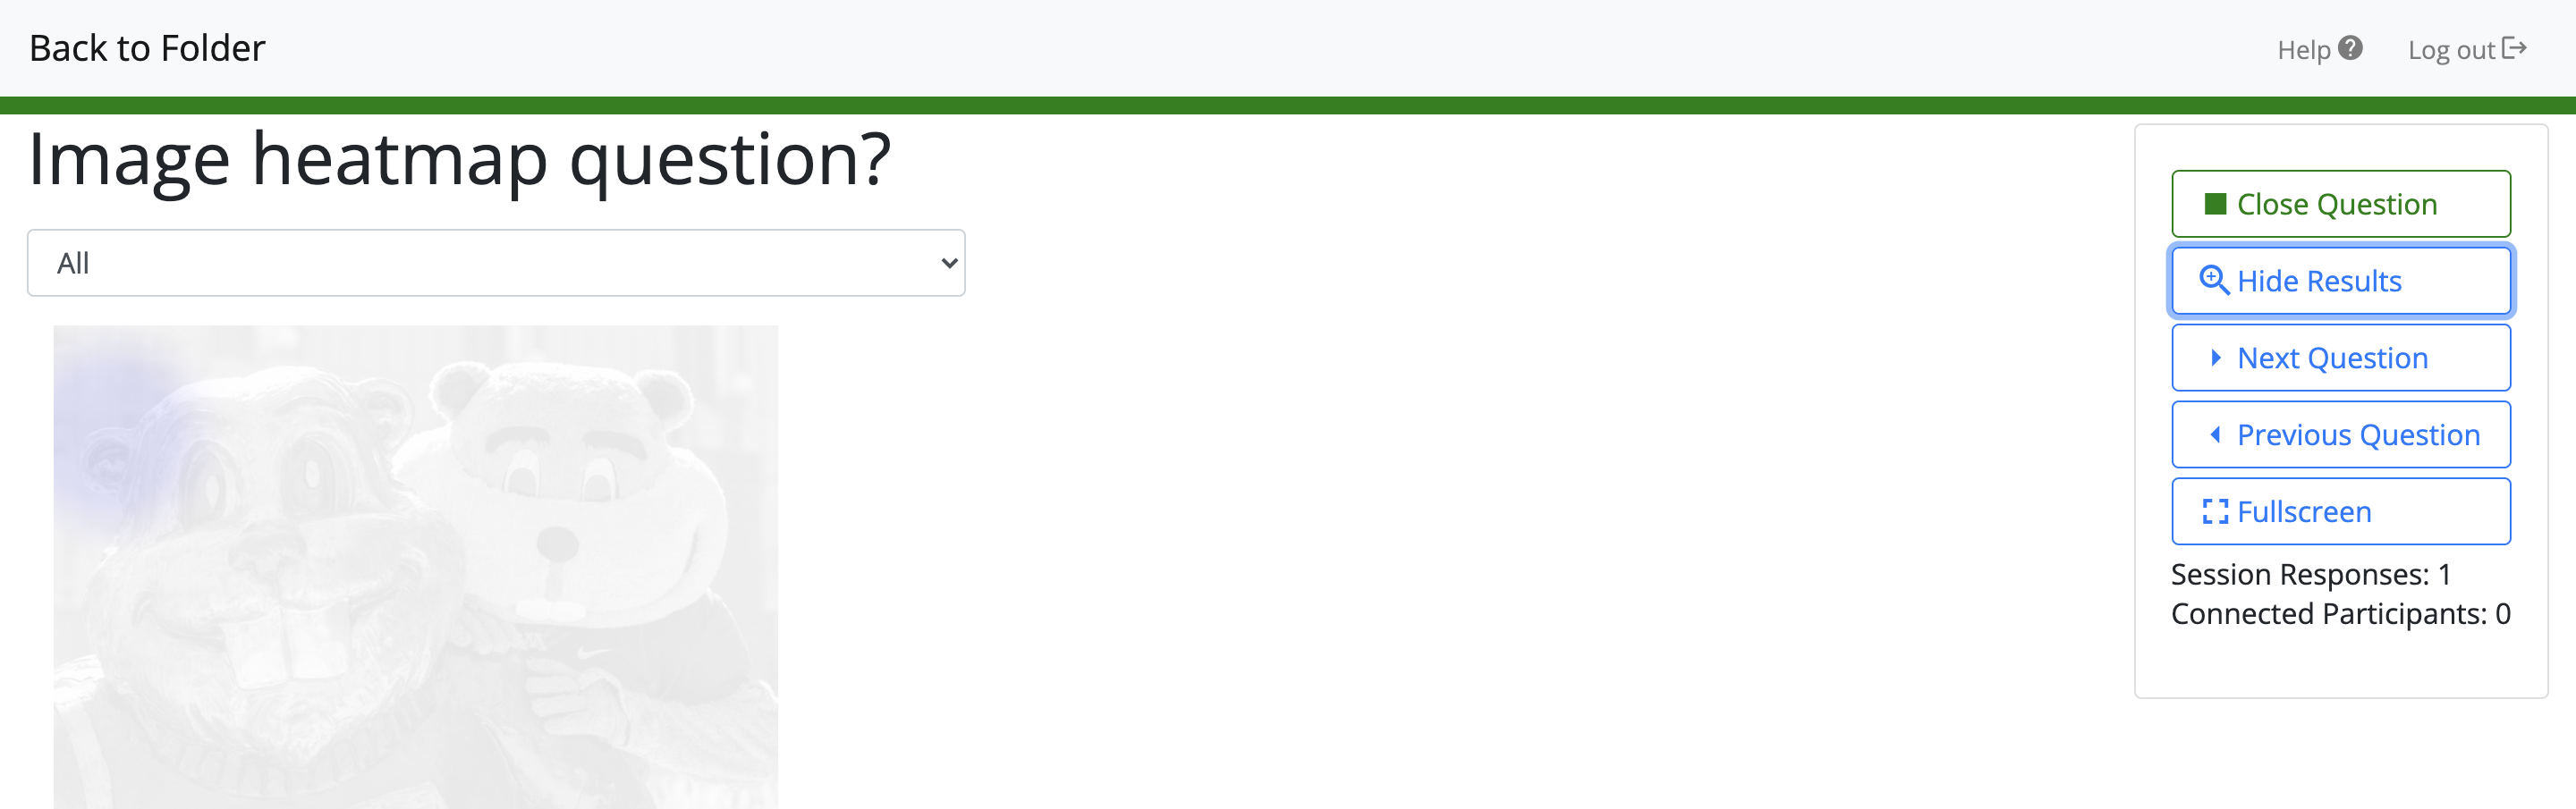 Back to Folder
Help
Log out
Image heatmap question?
All
Close Question
Hide Results
Next Question
Previous Question
Fullscreen
Session Responses: 1
Connected Participants: 0